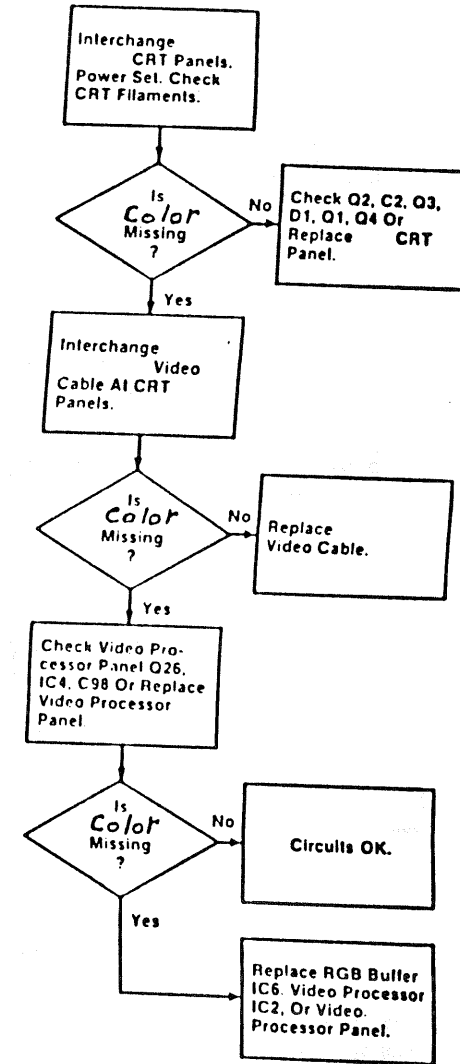 Interchange
CRT Panels.
Power Set. Check
CRT Filaments.
Is
Color
Missing
?
No
Check Q2, C2, Q3,
D1, Q1, Q4 Or
Replace CRT
Panel.
Yes
Interchange
Video
Cable At CRT
Panels.
Is
Color
Missing
?
No
Replace
Video Cable.
Yes
Check Video Pro-
cessor Panel Q26,
IC4, C98 Or Replace
Video Processor
Panel
Is
Color
Missing
?
No
Circuits OK.
Yes
Replace RGB Buffer
IC6. Video Processor
IC2, Or Video.
Processor Panel.